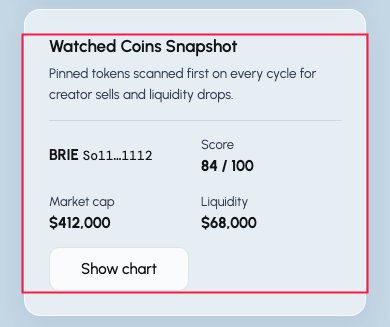 Watched Coins Snapshot
Pinned tokens scanned first on every cycle for
creator sells and liquidity drops.
BRIE So11…1112
Score
84 / 100
Market cap
$412,000
Liquidity
$68,000
Show chart